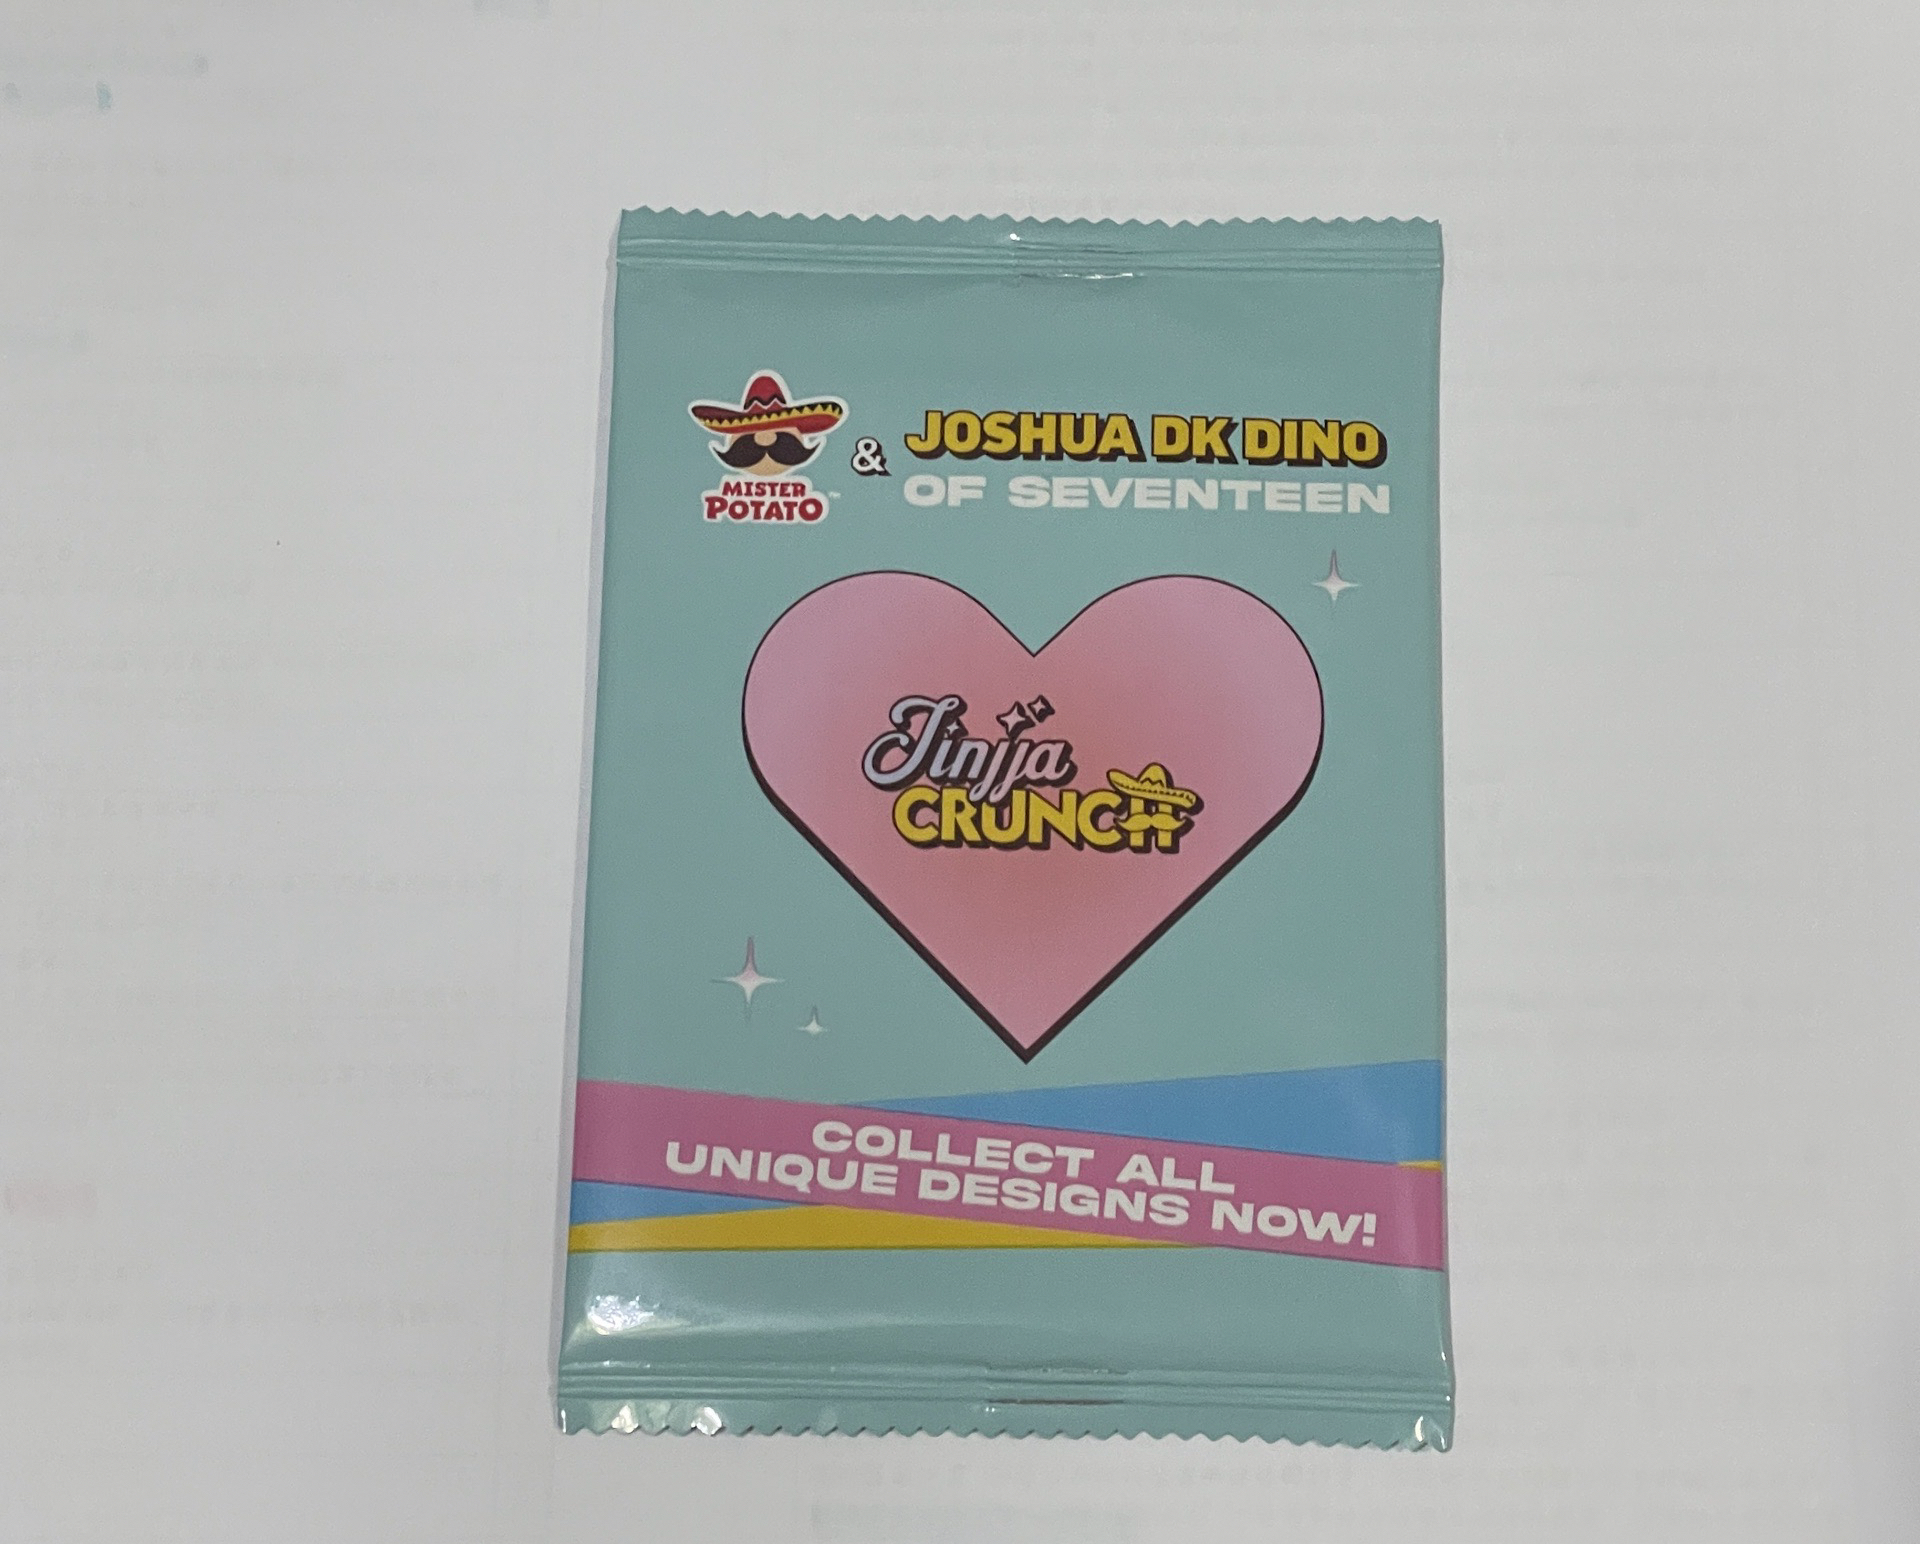 MISTER
POTATO
&
JOSHUA DK DINO
OF SEVENTEEN
Jinjja
CRUNCH
COLLECT ALL
UNIQUE DESIGNS NOW!